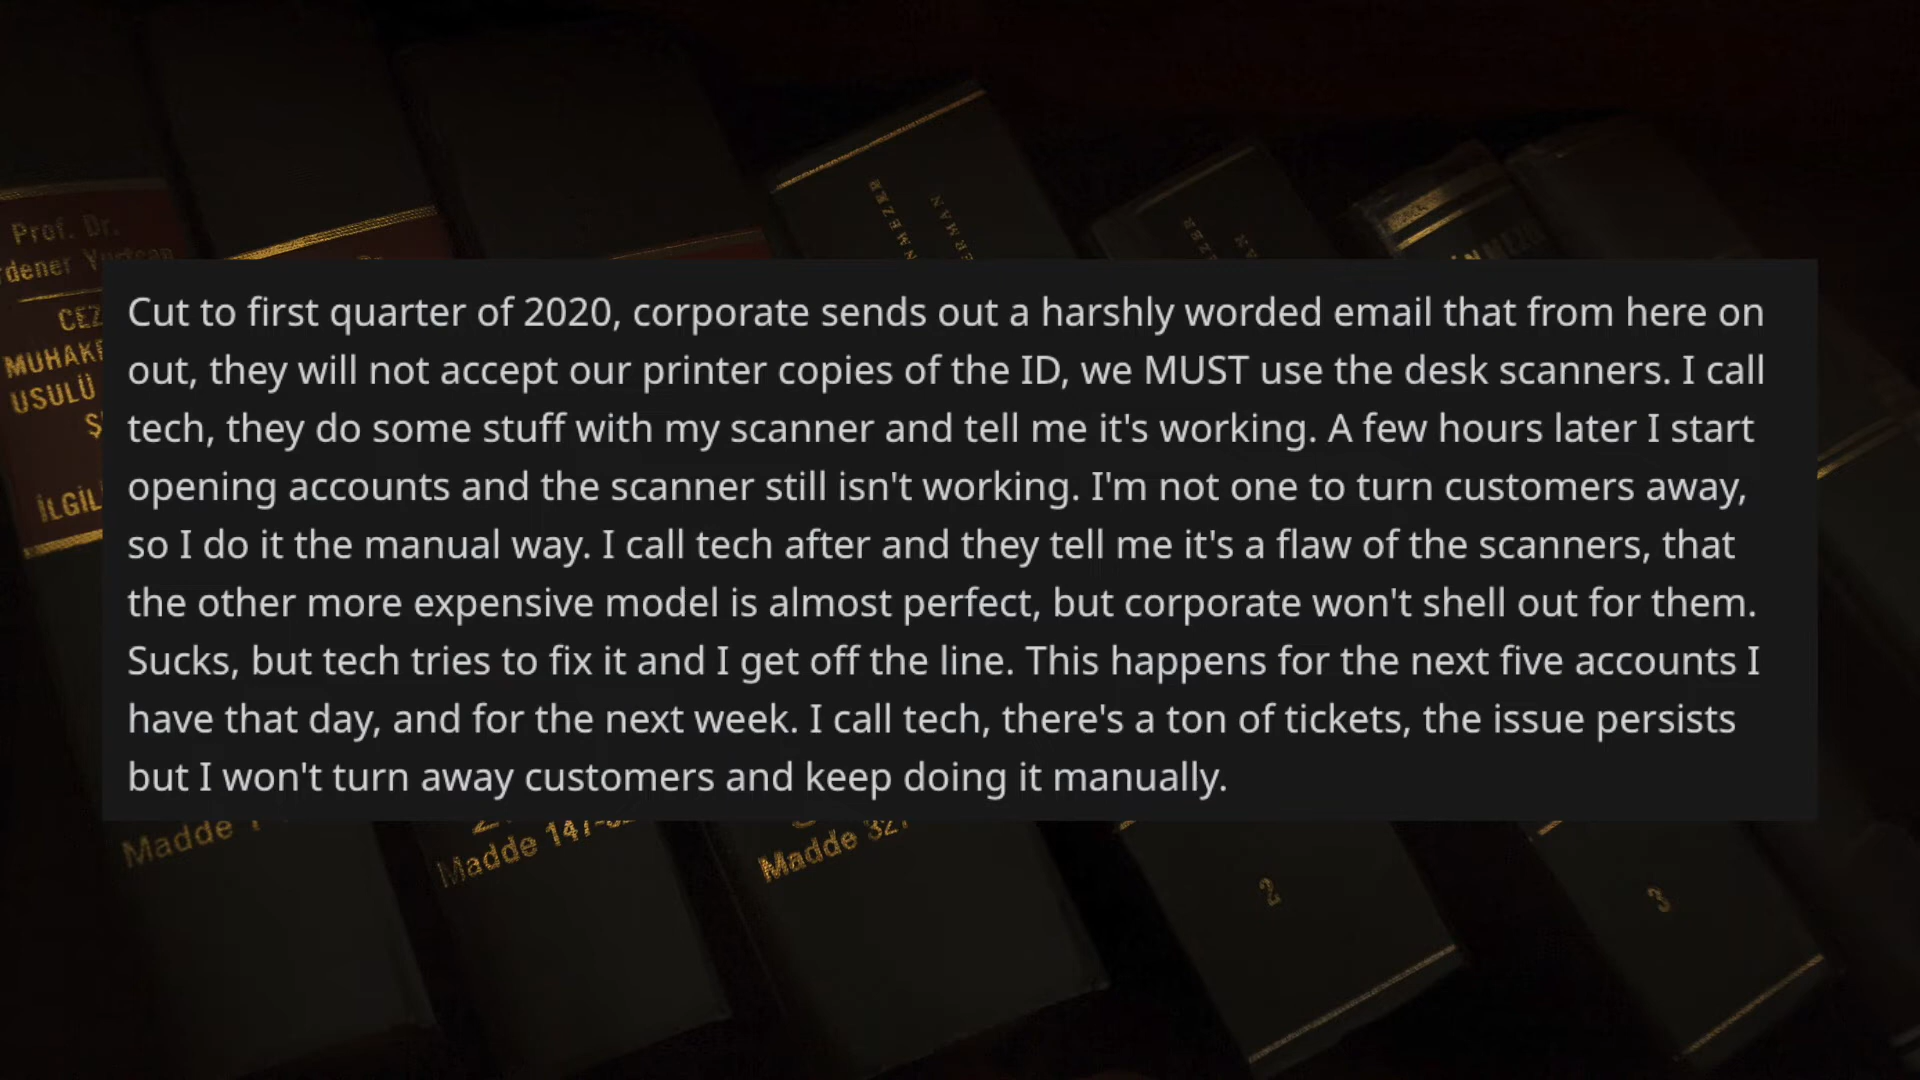 Prof. Dr.
CEZ
MUHAK
USULÜ
Ş
İLGİL
NMEZER
ERMAN
ZER
AN
Cut to first quarter of 2020, corporate sends out a harshly worded email that from here on
out, they will not accept our printer copies of the ID, we MUST use the desk scanners. I call
tech, they do some stuff with my scanner and tell me it's working. A few hours later I start
opening accounts and the scanner still isn't working. I'm not one to turn customers away,
so I do it the manual way. I call tech after and they tell me it's a flaw of the scanners, that
the other more expensive model is almost perfect, but corporate won't shell out for them.
Sucks, but tech tries to fix it and I get off the line. This happens for the next five accounts I
have that day, and for the next week. I call tech, there's a ton of tickets, the issue persists
but I won't turn away customers and keep doing it manually.
Madde
Madde 147-
Madde 32
2
3